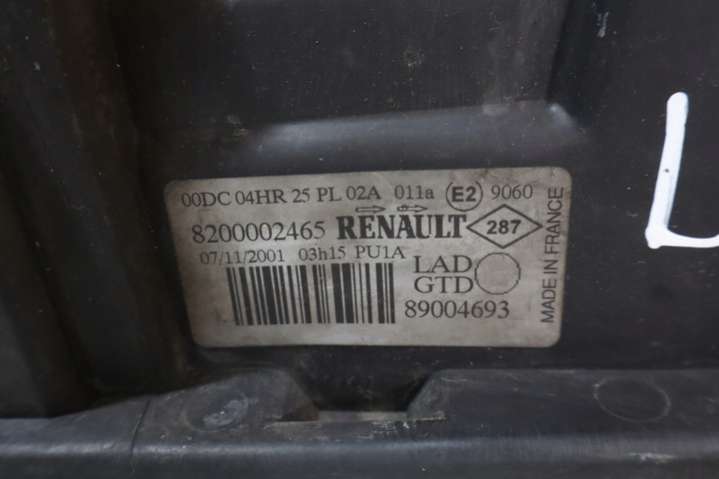 00DC 04HR 25 PL 02A 011a E2 9060
8200002465 RENAULT 287
07/11/2001 03h15 PU1A
LAD
GTD
89004693
MADE IN FRANCE
L